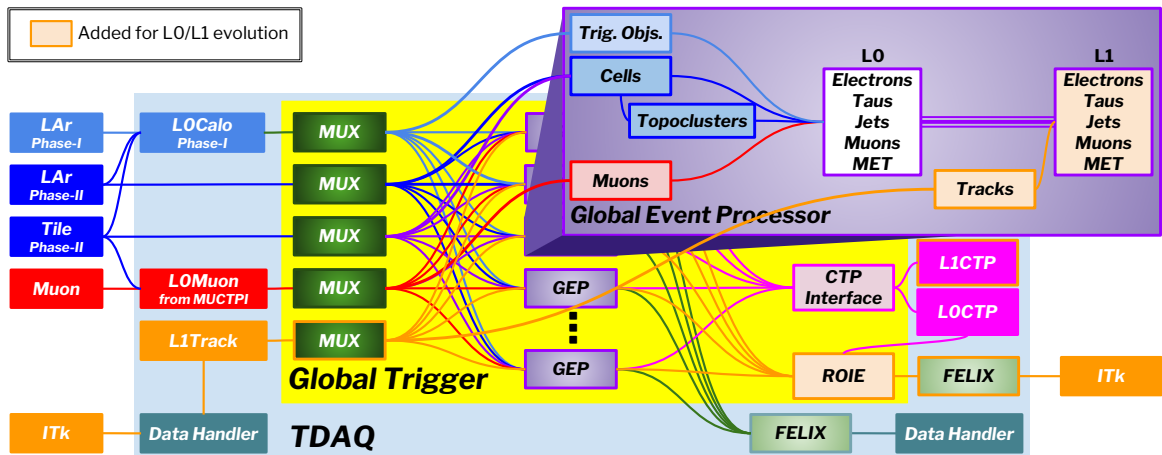 Added for L0/L1 evolution
Trig. Objs.
Cells
Topoclusters
Muons
L0
Electrons
Taus
Jets
Muons
MET
L1
Electrons
Taus
Jets
Muons
MET
Tracks
Global Event Processor
LAr
Phase-I
L0Calo
Phase-I
MUX
LAr
Phase-II
MUX
Tile
Phase-II
MUX
Muon
L0Muon
from MUCTPI
MUX
GEP
CTP
Interface
L1CTP
L0CTP
L1Track
MUX
GEP
ROIE
FELIX
ITk
Global Trigger
ITk
Data Handler
TDAQ
FELIX
Data Handler